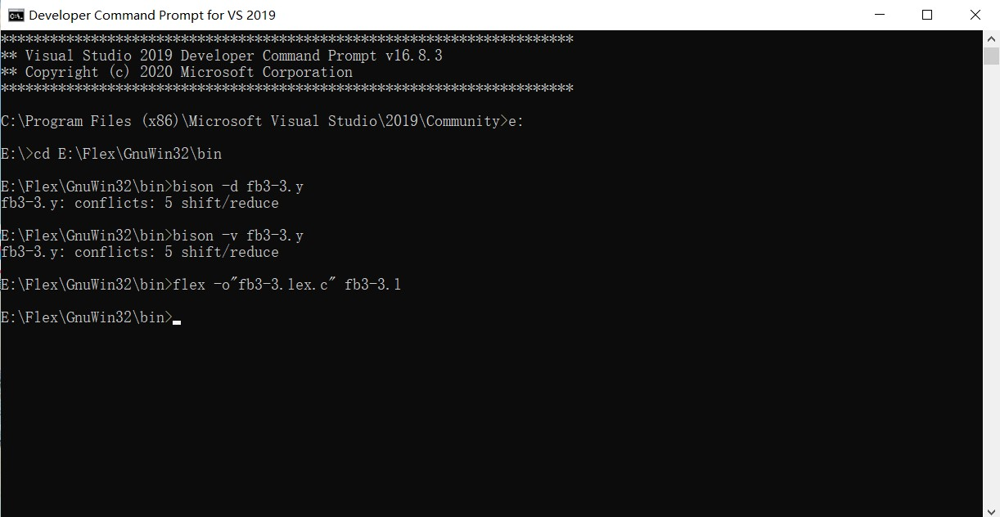 Developer Command Prompt for VS 2019
**********************************************************************
** Visual Studio 2019 Developer Command Prompt v16.8.3
** Copyright (c) 2020 Microsoft Corporation
**********************************************************************
C:\Program Files (x86)\Microsoft Visual Studio\2019\Community>e:
E:\>cd E:\Flex\GnuWin32\bin
E:\Flex\GnuWin32\bin>bison -d fb3-3.y
fb3-3.y: conflicts: 5 shift/reduce
E:\Flex\GnuWin32\bin>bison -v fb3-3.y
fb3-3.y: conflicts: 5 shift/reduce
E:\Flex\GnuWin32\bin>flex -o"fb3-3.lex.c" fb3-3.l
E:\Flex\GnuWin32\bin>